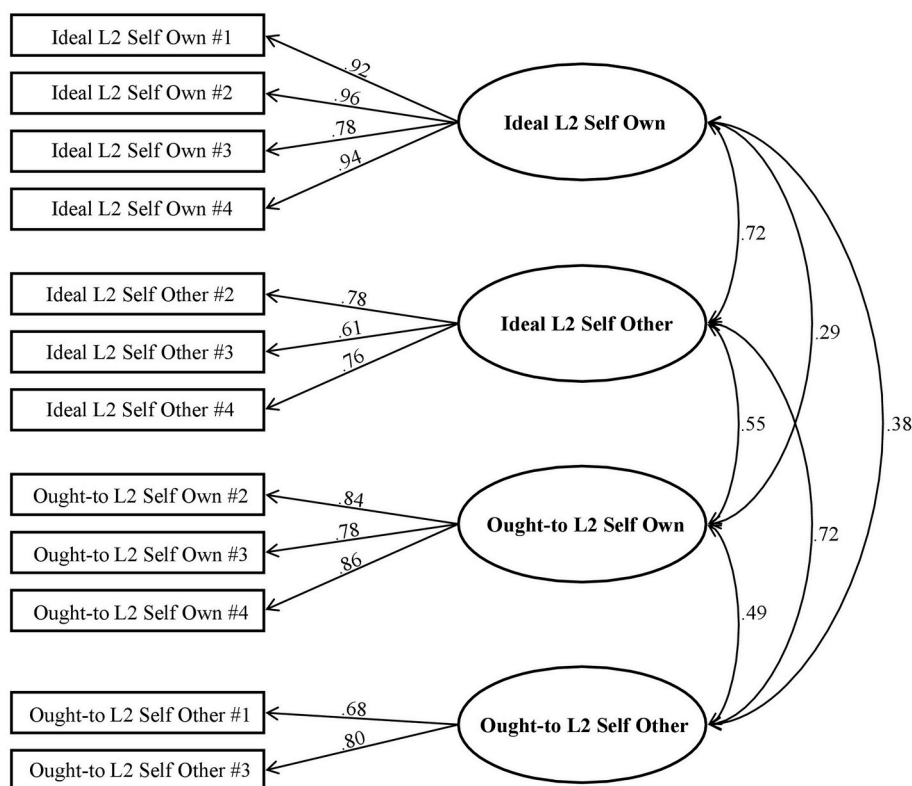 Ideal L2 Self Own #1
Ideal L2 Self Own #2
Ideal L2 Self Own #3
Ideal L2 Self Own #4
.92
.96
.78
.94
Ideal L2 Self Own
.72
Ideal L2 Self Other #2
Ideal L2 Self Other #3
Ideal L2 Self Other #4
.78
.61
.76
Ideal L2 Self Other
.29
.55
.38
Ought-to L2 Self Own #2
Ought-to L2 Self Own #3
Ought-to L2 Self Own #4
.84
.78
.86
Ought-to L2 Self Own
.72
.49
Ought-to L2 Self Other #1
Ought-to L2 Self Other #3
.68
.80
Ought-to L2 Self Other